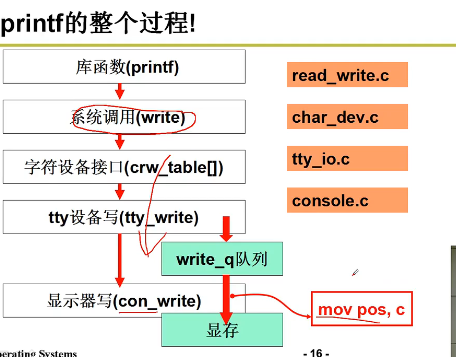 printf的整个过程!
库函数(printf)
系统调用(write)
字符设备接口(crw_table[])
tty设备写(tty_write)
write_q队列
显示器写(con_write)
显存
read_write.c
char_dev.c
tty_io.c
console.c
mov pos, c
perating Systems
- 16 -